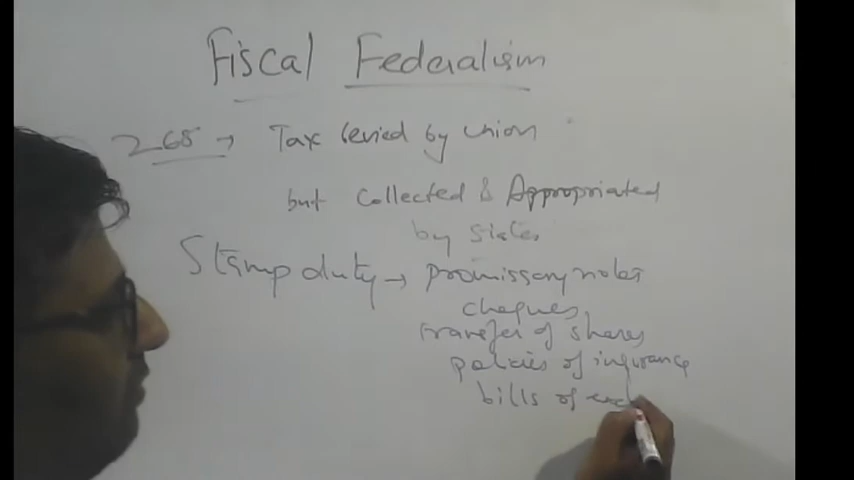 Fiscal Federalism
268 → Tax levied by union
but collected & Appropriated
by States
Stamp duty → promissory notes
cheques,
transfer of shares
policies of insurance
bills of